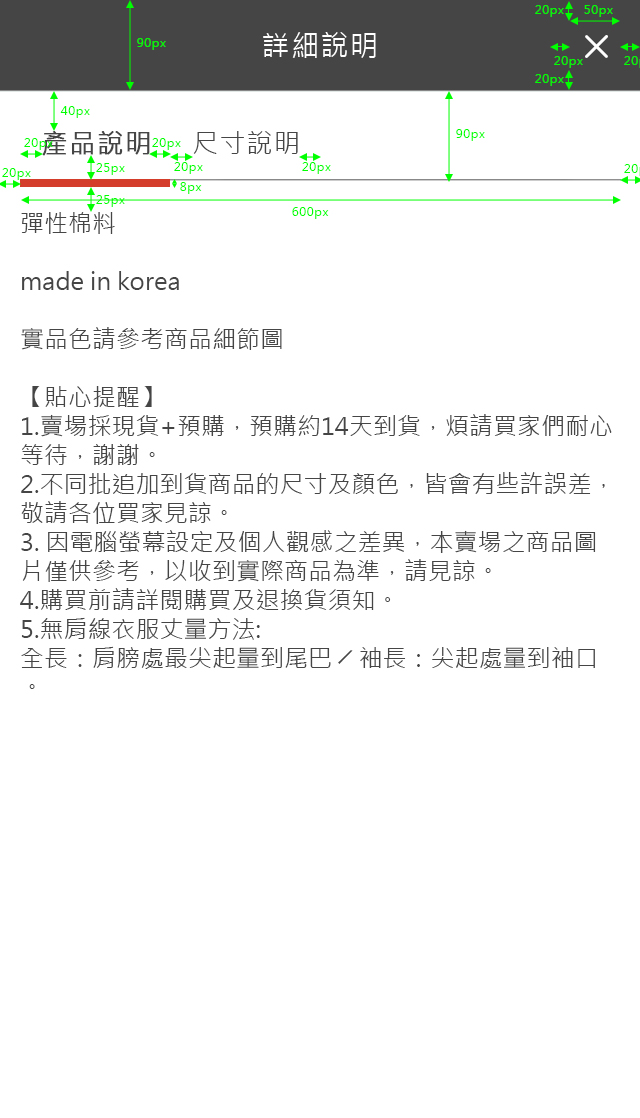 20px
50px
90px
詳細說明
20px
20
20px
40px
90px
20px
產品說明
20px
尺寸說明
20px
25px
20px
20px
20
8px
25px
600px
彈性棉料
made in korea
實品色請參考商品細節圖
【貼心提醒】
1.賣場採現貨+預購，預購約14天到貨，煩請買家們耐心
等待，謝謝。
2.不同批追加到貨商品的尺寸及顏色，皆會有些許誤差，
敬請各位買家見諒。
3. 因電腦螢幕設定及個人觀感之差異，本賣場之商品圖
片僅供參考，以收到實際商品為準，請見諒。
4.購買前請詳閱購買及退換貨須知。
5.無肩線衣服丈量方法:
全長：肩膀處最尖起量到尾巴／袖長：尖起處量到袖口
。